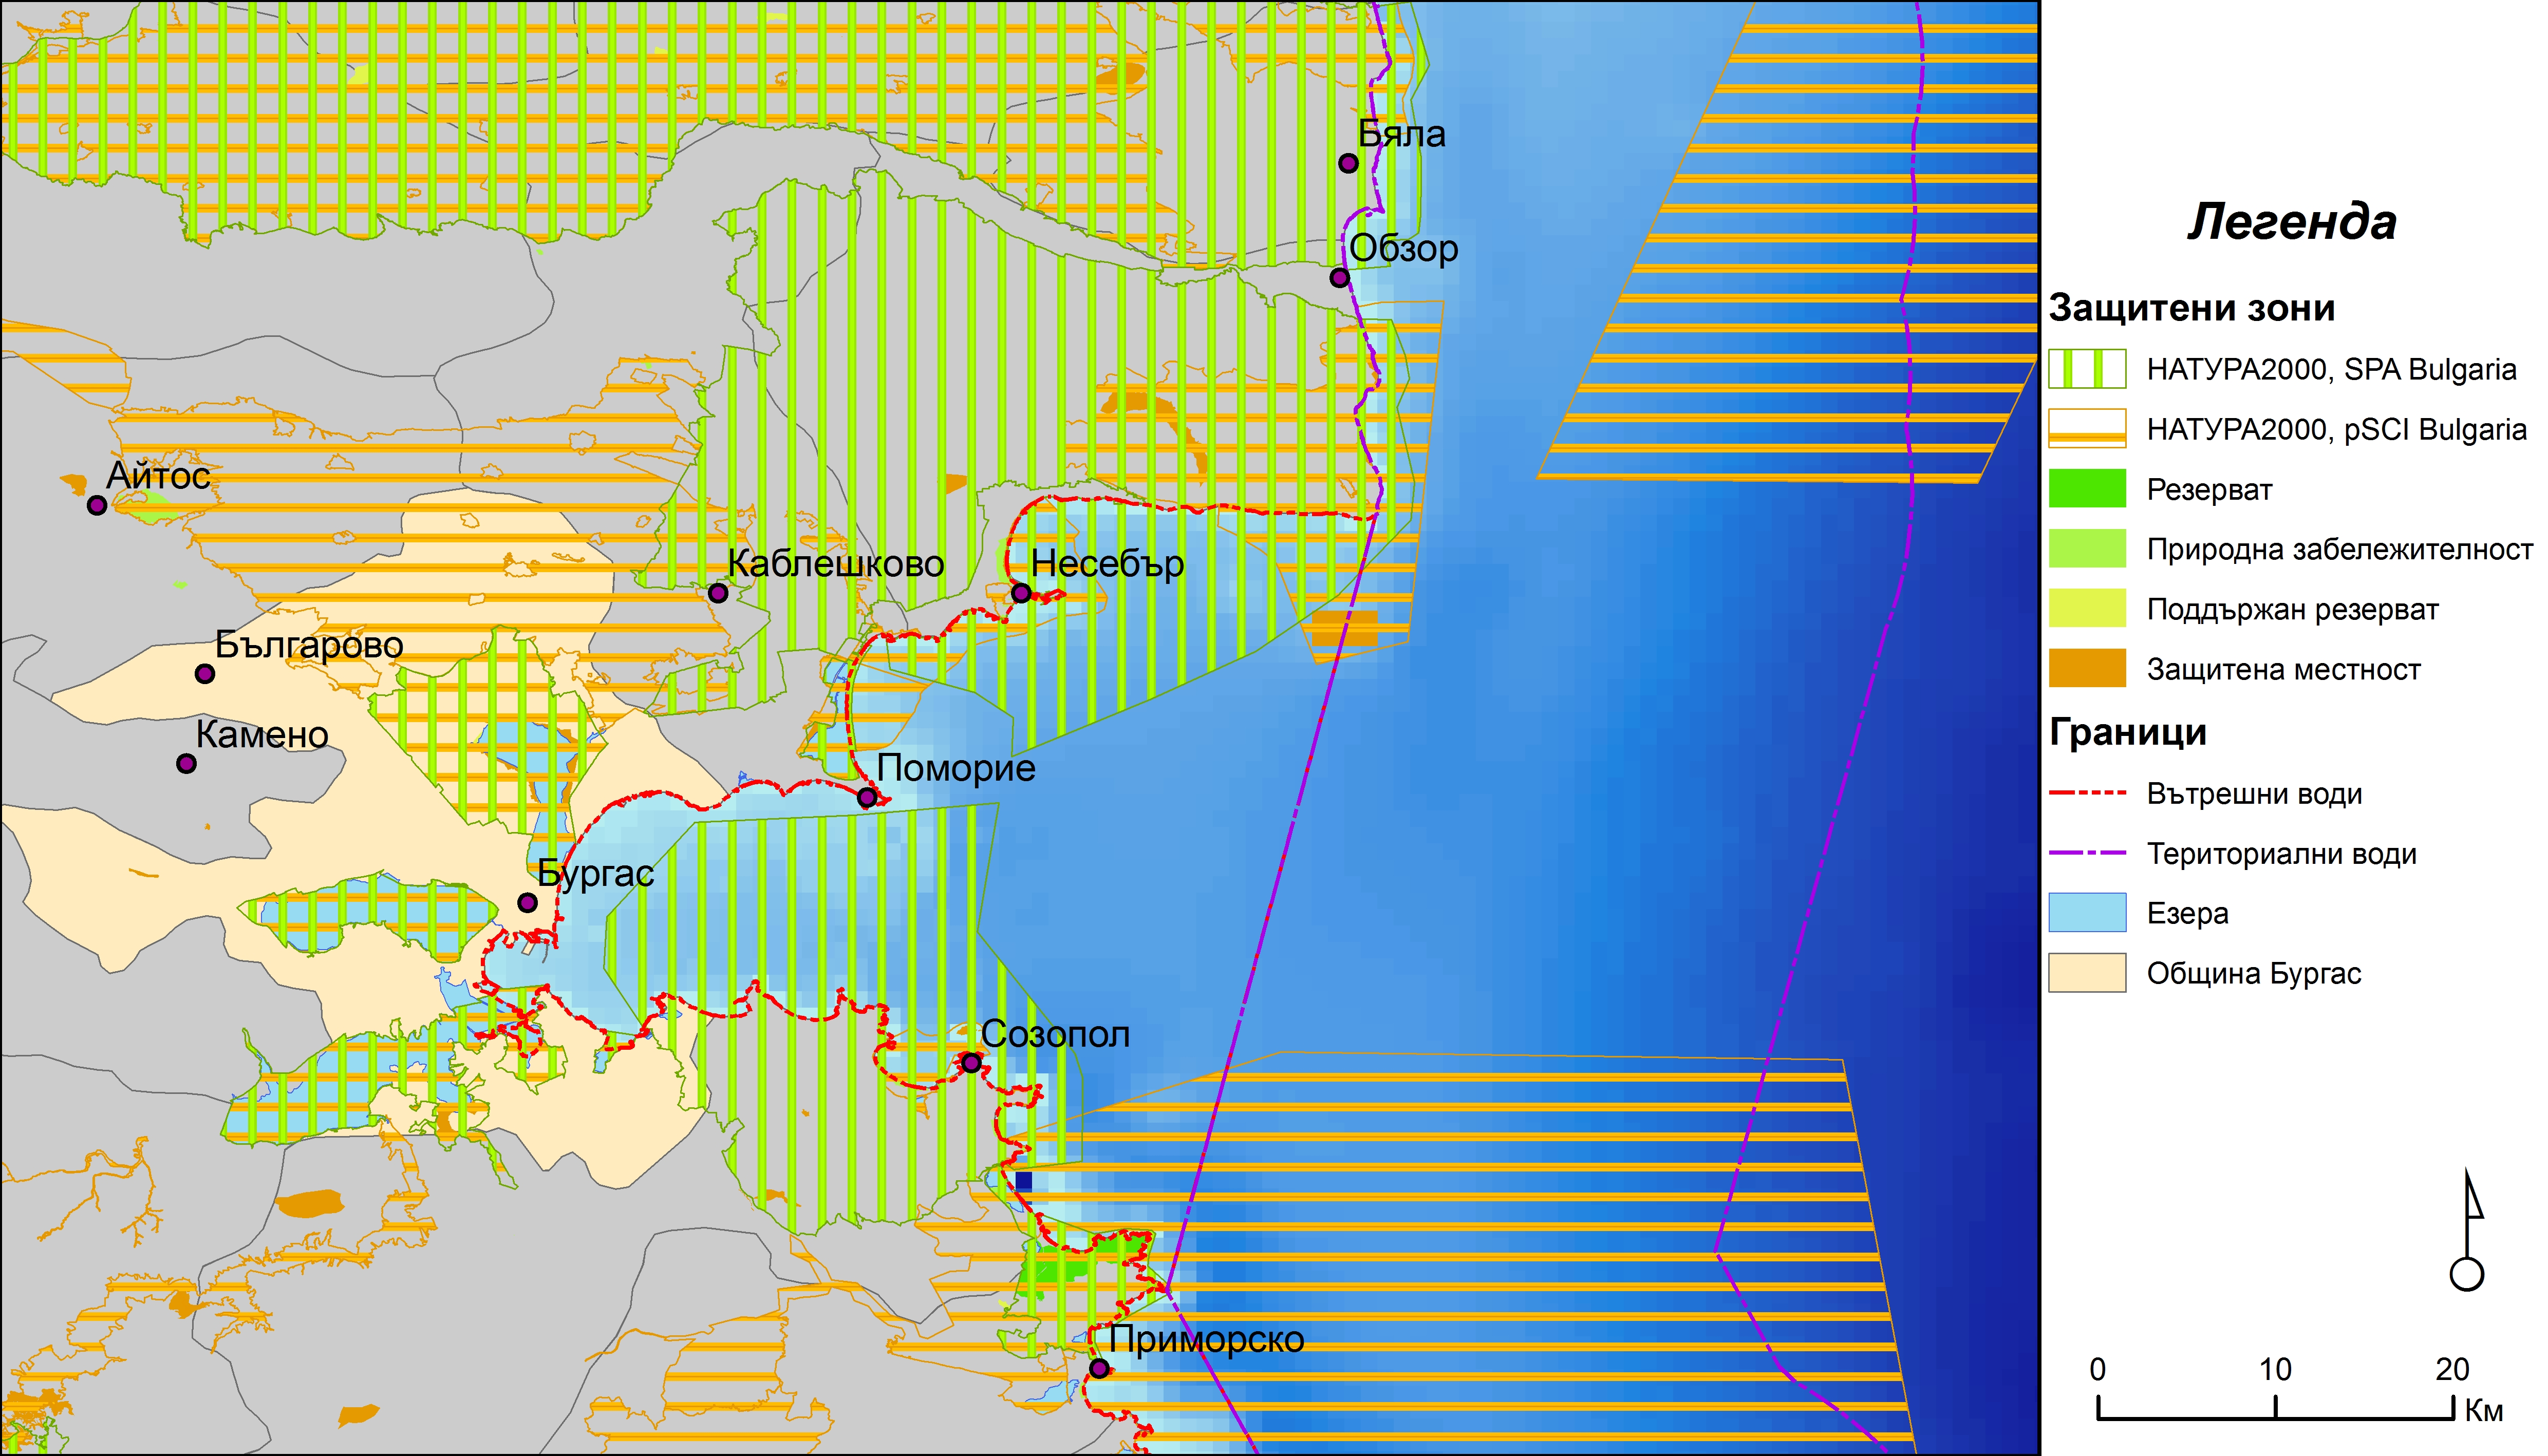 Бяла
Обзор
Айтос
Каблешково
Несебър
Българово
Камено
Поморие
Бургас
Созопол
Приморско
Легенда
Защитени зони
НАТУРА2000, SPA Bulgaria
НАТУРА2000, pSCI Bulgaria
Резерват
Природна забележителност
Поддържан резерват
Защитена местност
Граници
Вътрешни води
Териториални води
Езера
Община Бургас
0 10 20
Км